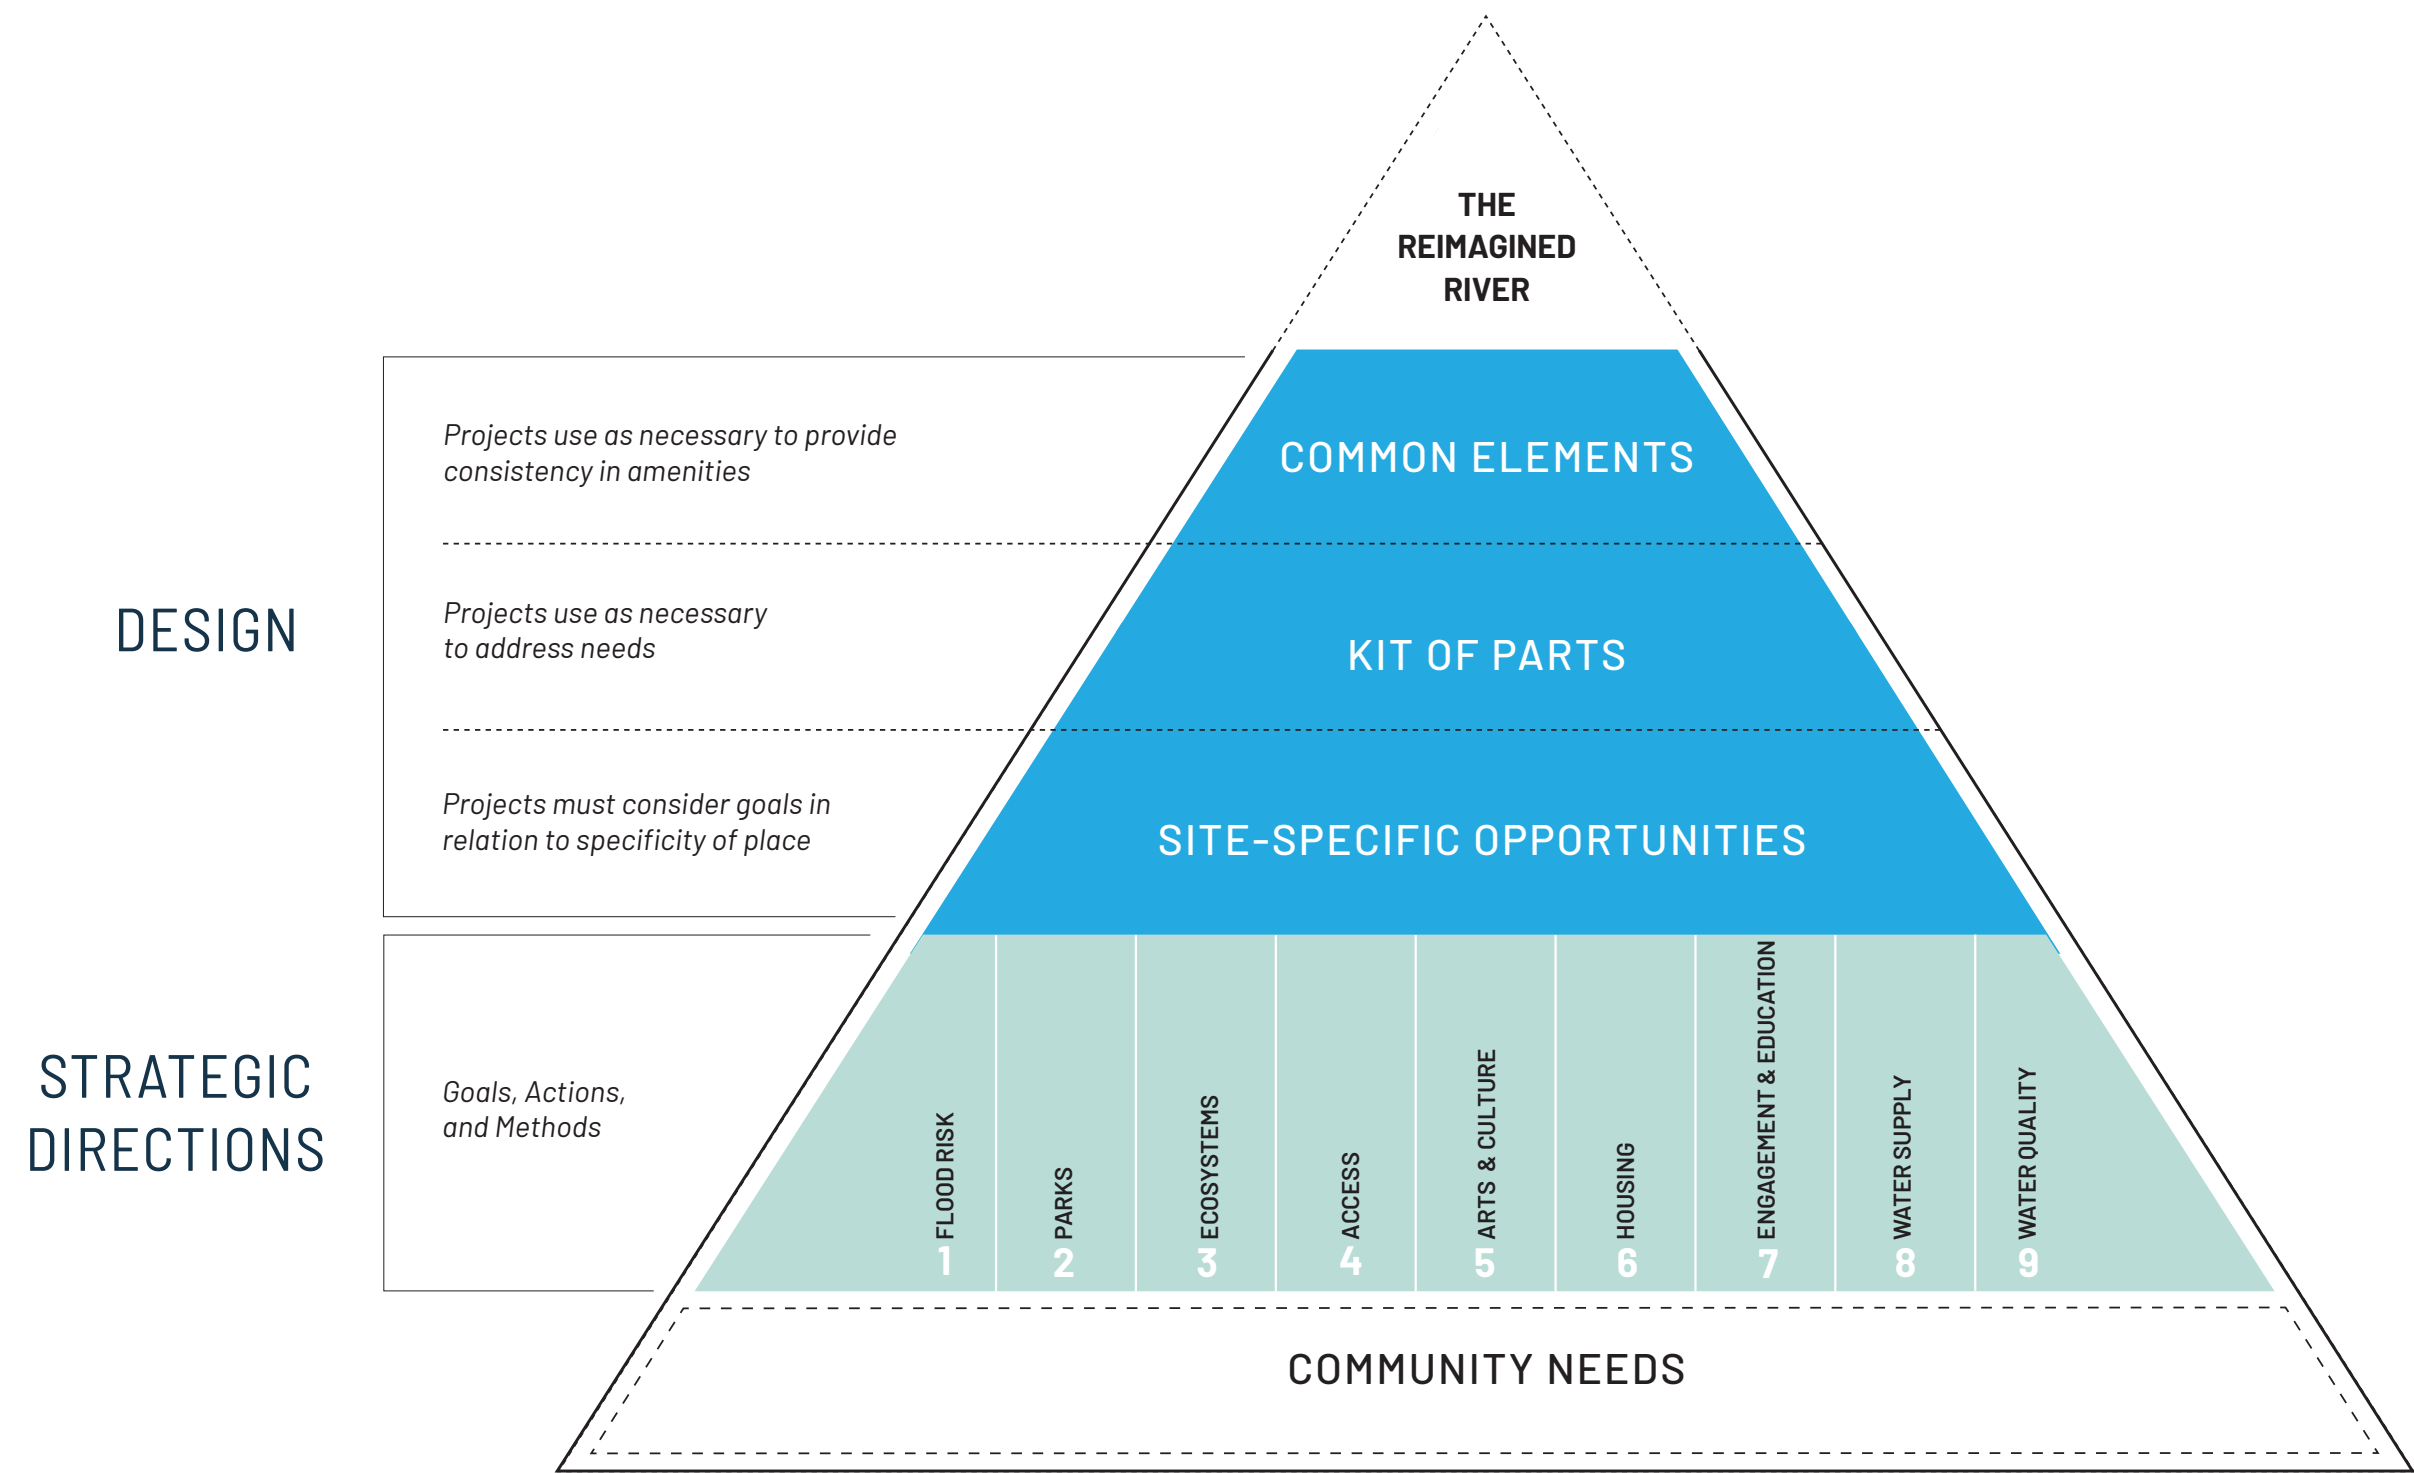 THE
REIMAGINED
RIVER
Projects use as necessary to provide
consistency in amenities
COMMON ELEMENTS
DESIGN
Projects use as necessary
to address needs
KIT OF PARTS
Projects must consider goals in
relation to specificity of place
SITE-SPECIFIC OPPORTUNITIES
STRATEGIC
DIRECTIONS
Goals, Actions,
and Methods
1 FLOOD RISK
2 PARKS
3 ECOSYSTEMS
4 ACCESS
5 ARTS & CULTURE
6 HOUSING
7 ENGAGEMENT & EDUCATION
8 WATER SUPPLY
9 WATER QUALITY
COMMUNITY NEEDS